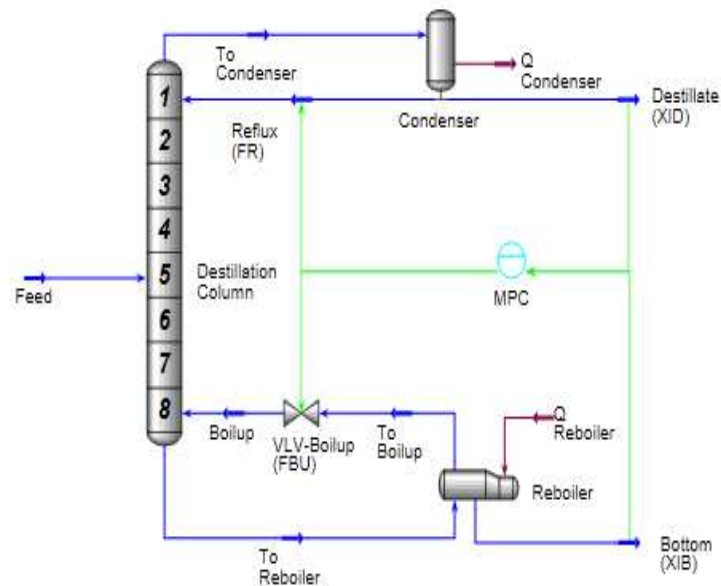 To
Condenser
Q
Condenser
1
Reflux
(FR)
Condenser
Destillate
(XID)
2
3
4
5
6
7
8
Destillation
Column
Feed
MPC
Boilup
VLV-Boilup
(FBU)
To
Boilup
Q
Reboiler
Reboiler
To
Reboiler
Bottom
(XIB)